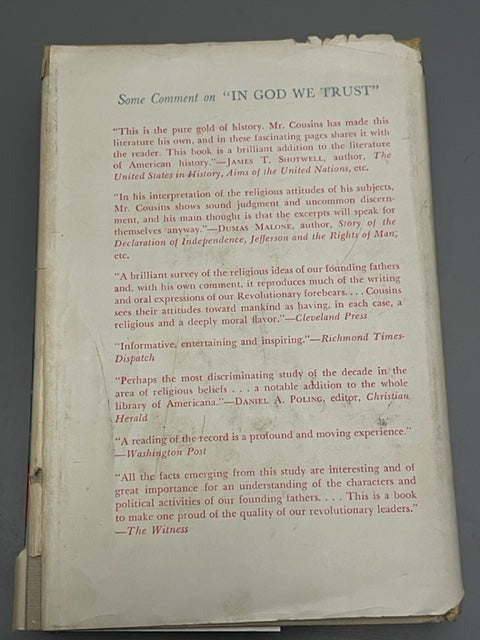 Some Comment on "IN GOD WE TRUST"
"This is the pure gold of history. Mr. Cousins has made this
literature his own, and in these fascinating pages shares it with
the reader. This book is a brilliant addition to the literature
of American history."—JAMES T. SHOTWELL, author, The
United States in History, Aims of the United Nations, etc.
"In his interpretation of the religious attitudes of his subjects,
Mr. Cousins shows sound judgment and uncommon discern-
ment, and his main thought is that the excerpts will speak for
themselves anyway."—DUMAS MALONE, author, Story of the
Declaration of Independence, Jefferson and the Rights of Man,
etc.
"A brilliant survey of the religious ideas of our founding fathers
and, with his own comment, it reproduces much of the writing
and oral expressions of our Revolutionary forebears. . . . Cousins
sees their attitudes toward mankind as having, in each case, a
religious and a deeply moral flavor."—Cleveland Press
"Informative, entertaining and inspiring."—Richmond Times-
Dispatch
"Perhaps the most discriminating study of the decade in the
area of religious beliefs . . . a notable addition to the whole
library of Americana."—DANIEL A. POLING, editor, Christian
Herald
"A reading of the record is a profound and moving experience."
—Washington Post
"All the facts emerging from this study are interesting and of
great importance for an understanding of the characters and
political activities of our founding fathers. . . . This is a book
to make one proud of the quality of our revolutionary leaders."
—The Witness